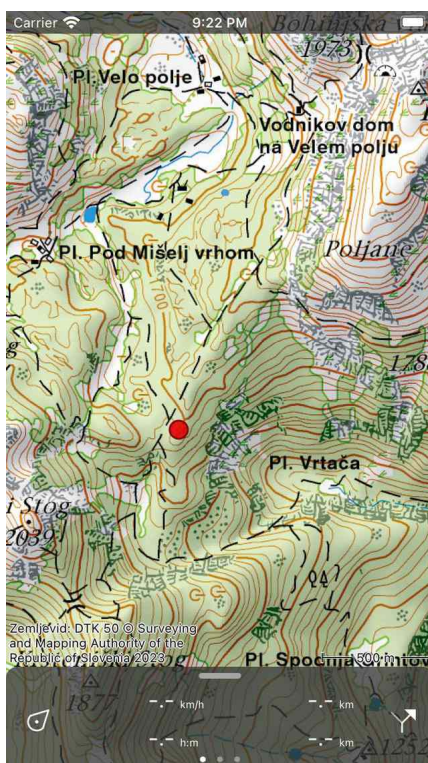 Carrier 9:22 PM
Bohinjska
1973
Pl. Velo polje
Vodnikov dom
na Velem polju
Poljane
Pl. Pod Mišelj vrhom
178
Pl. Vrtača
i Stog
2039
Zemljevid: DTK 50 © Surveying
and Mapping Authority of the
Republic of Slovenia 2023
Pl. Spodnja
500 m
1877
-.- km/h
-.- km
-.- h:m
-.- km
1232